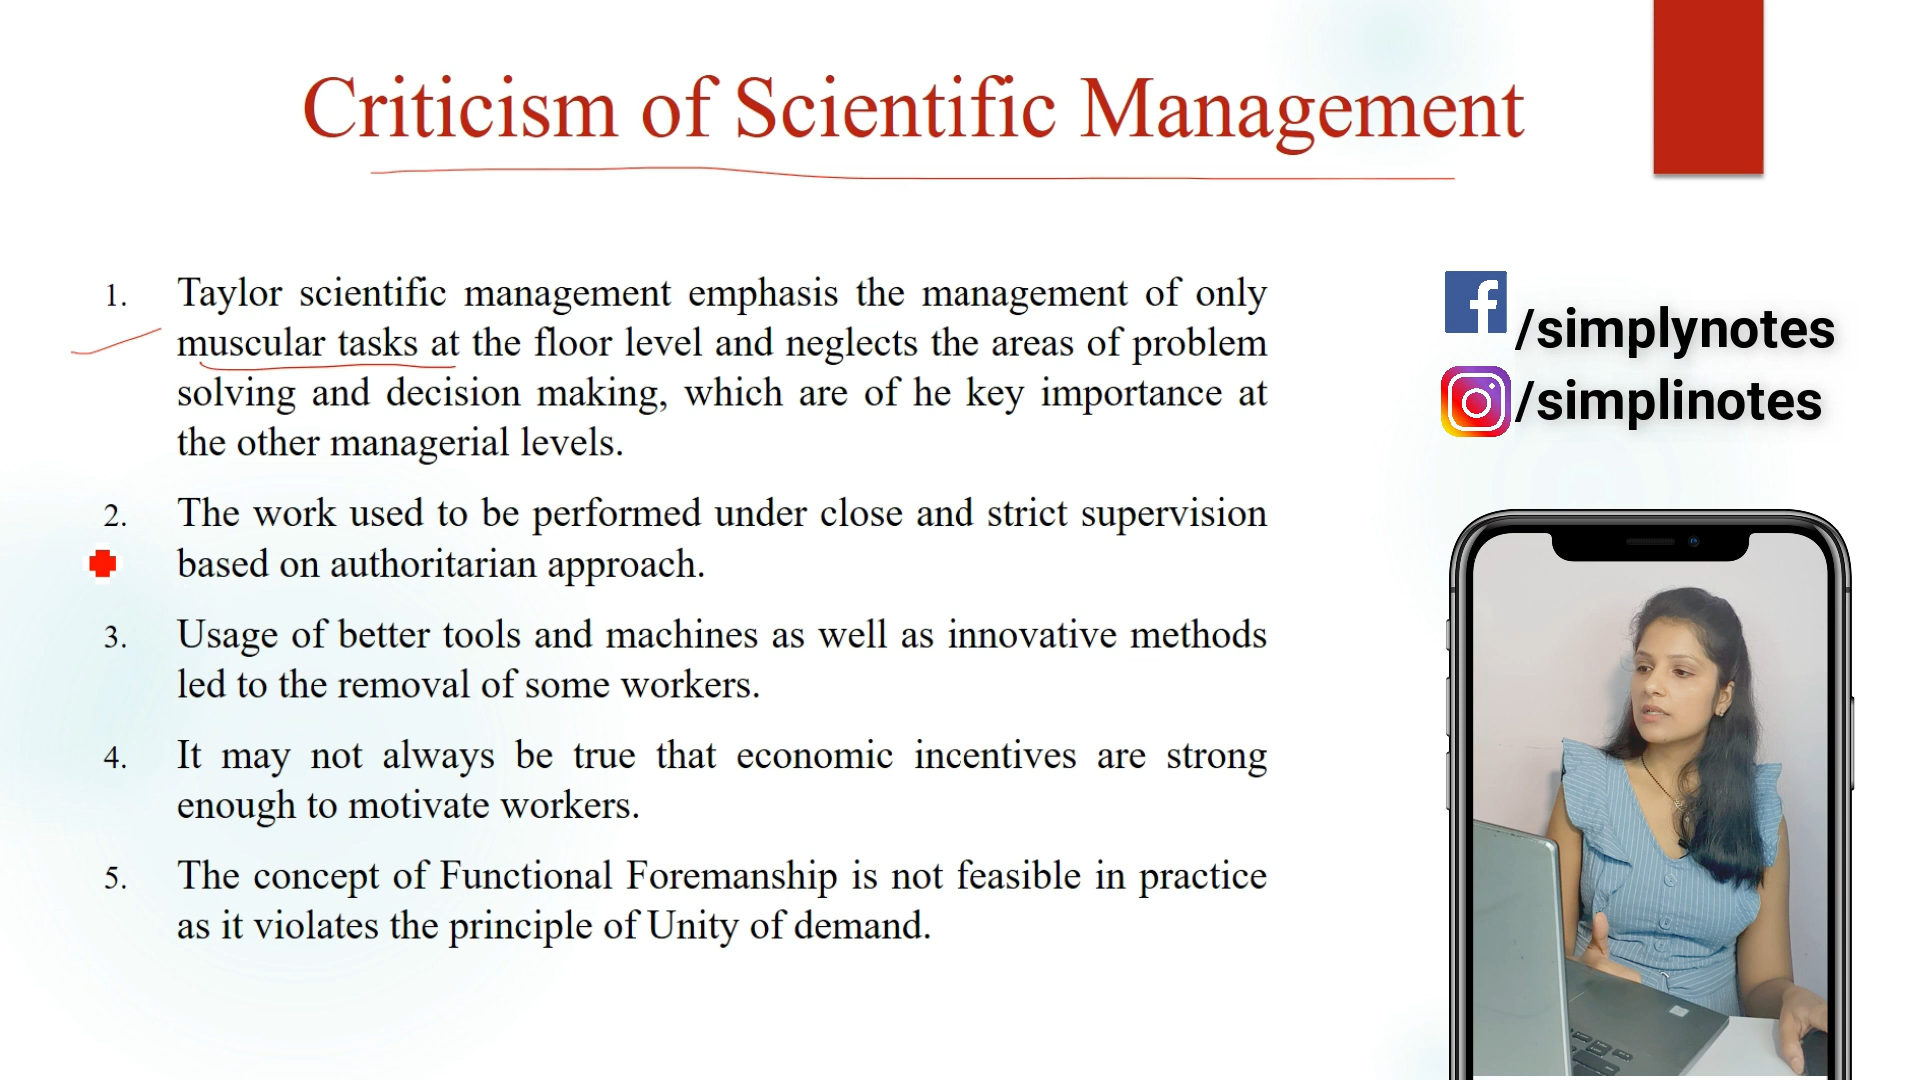 Criticism of Scientific Management
1. Taylor scientific management emphasis the management of only
muscular tasks at the floor level and neglects the areas of problem
solving and decision making, which are of he key importance at
the other managerial levels.
2. The work used to be performed under close and strict supervision
based on authoritarian approach.
3. Usage of better tools and machines as well as innovative methods
led to the removal of some workers.
4. It may not always be true that economic incentives are strong
enough to motivate workers.
5. The concept of Functional Foremanship is not feasible in practice
as it violates the principle of Unity of demand.
/simplynotes
/simplinotes